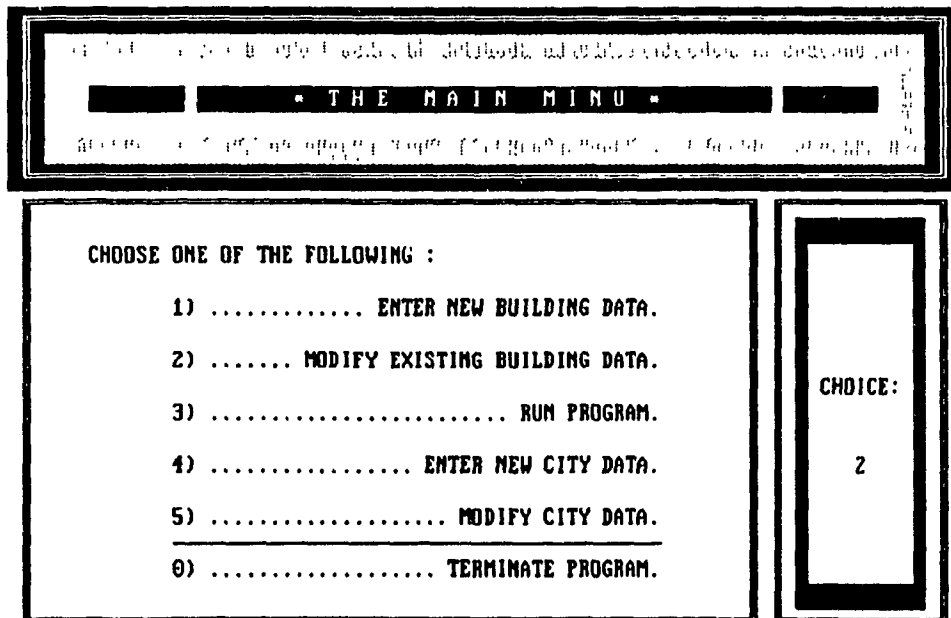 * THE MAIN MINU *
CHOOSE ONE OF THE FOLLOWING :
1) ............. ENTER NEW BUILDING DATA.
2) ....... MODIFY EXISTING BUILDING DATA.
3) ......................... RUN PROGRAM.
4) ................. ENTER NEW CITY DATA.
5) .................... MODIFY CITY DATA.
0) ................... TERMINATE PROGRAM.
CHOICE:
2